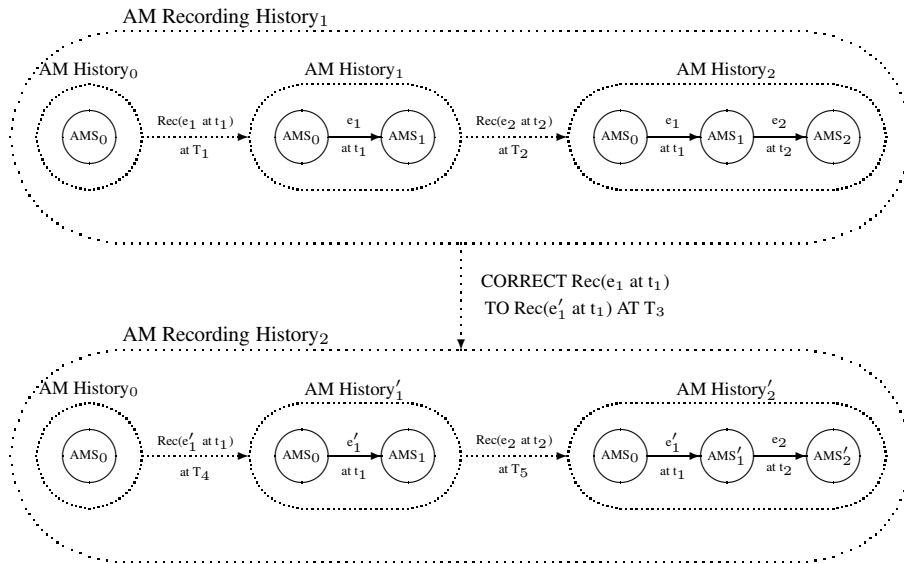 AM Recording History₁
AM History₀ AM History₁ AM History₂
AMS₀ Rec(e₁ at t₁) at T₁ AMS₀ e₁ at t₁ AMS₁ Rec(e₂ at t₂) at T₂ AMS₀ e₁ at t₁ AMS₁ e₂ at t₂ AMS₂
CORRECT Rec(e₁ at t₁)
TO Rec(e′₁ at t₁) AT T₃
AM Recording History₂
AM History₀ AM History′₁ AM History′₂
AMS₀ Rec(e′₁ at t₁) at T₄ AMS₀ e′₁ at t₁ AMS₁ Rec(e₂ at t₂) at T₅ AMS₀ e′₁ at t₁ AMS′₁ e₂ at t₂ AMS′₂